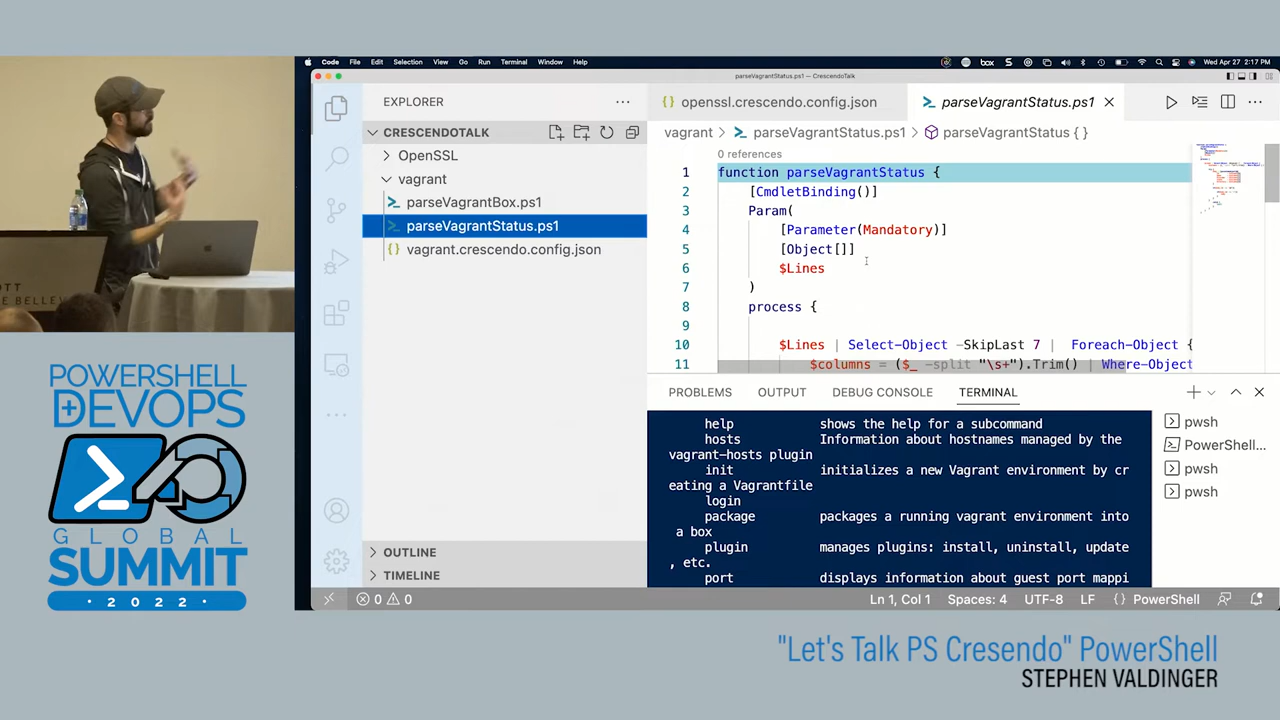 Code File Edit Selection View Go Run Terminal Window Help
box Wed Apr 27 2:17 PM
parseVagrantStatus.ps1 — CrescendoTalk
EXPLORER
CRESCENDOTALK
OpenSSL
vagrant
parseVagrantBox.ps1
parseVagrantStatus.ps1
vagrant.crescendo.config.json
OUTLINE
TIMELINE
openssl.crescendo.config.json
parseVagrantStatus.ps1
vagrant > parseVagrantStatus.ps1 > parseVagrantStatus { }
0 references
1 function parseVagrantStatus {
2 [CmdletBinding()]
3 Param(
4 [Parameter(Mandatory)]
5 [Object[]]
6 $Lines
7 )
8 process {
9
10 $Lines | Select-Object -SkipLast 7 | Foreach-Object {
11 $columns = ($_ -split "\s+").Trim() | Where-Object
PROBLEMS OUTPUT DEBUG CONSOLE TERMINAL
help shows the help for a subcommand
hosts Information about hostnames managed by the
vagrant-hosts plugin
init initializes a new Vagrant environment by cr
eating a Vagrantfile
login
package packages a running vagrant environment into
a box
plugin manages plugins: install, uninstall, update
, etc.
port displays information about guest port mappi
pwsh
PowerShell...
pwsh
pwsh
0 0
Ln 1, Col 1 Spaces: 4 UTF-8 LF { } PowerShell
OTT
E BELLEV
POWERSHELL
+DEVOPS
GLOBAL
SUMMIT
· 2022 ·
"Let's Talk PS Cresendo" PowerShell
STEPHEN VALDINGER